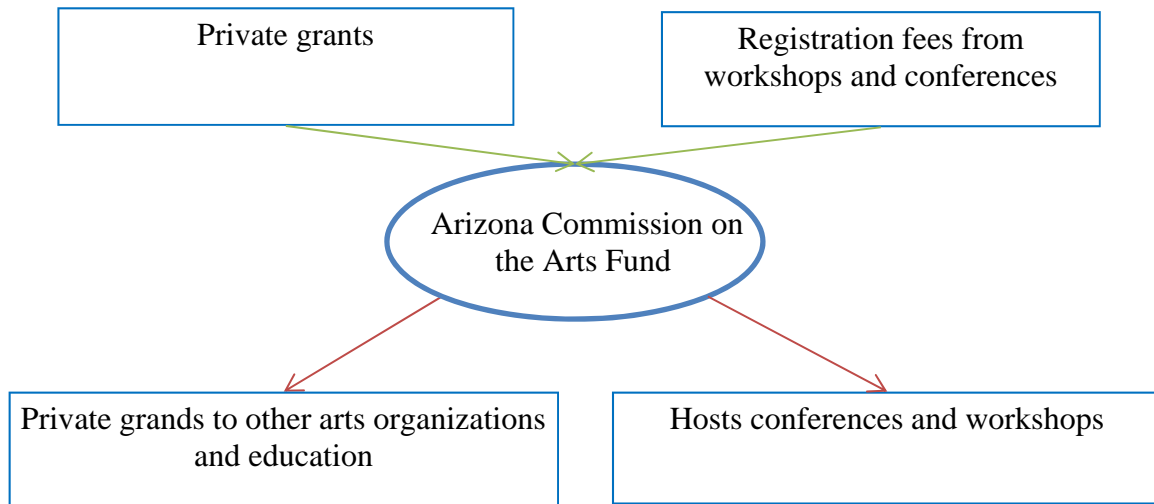 Private grants
Registration fees from
workshops and conferences
Arizona Commission on
the Arts Fund
Private grands to other arts organizations
and education
Hosts conferences and workshops